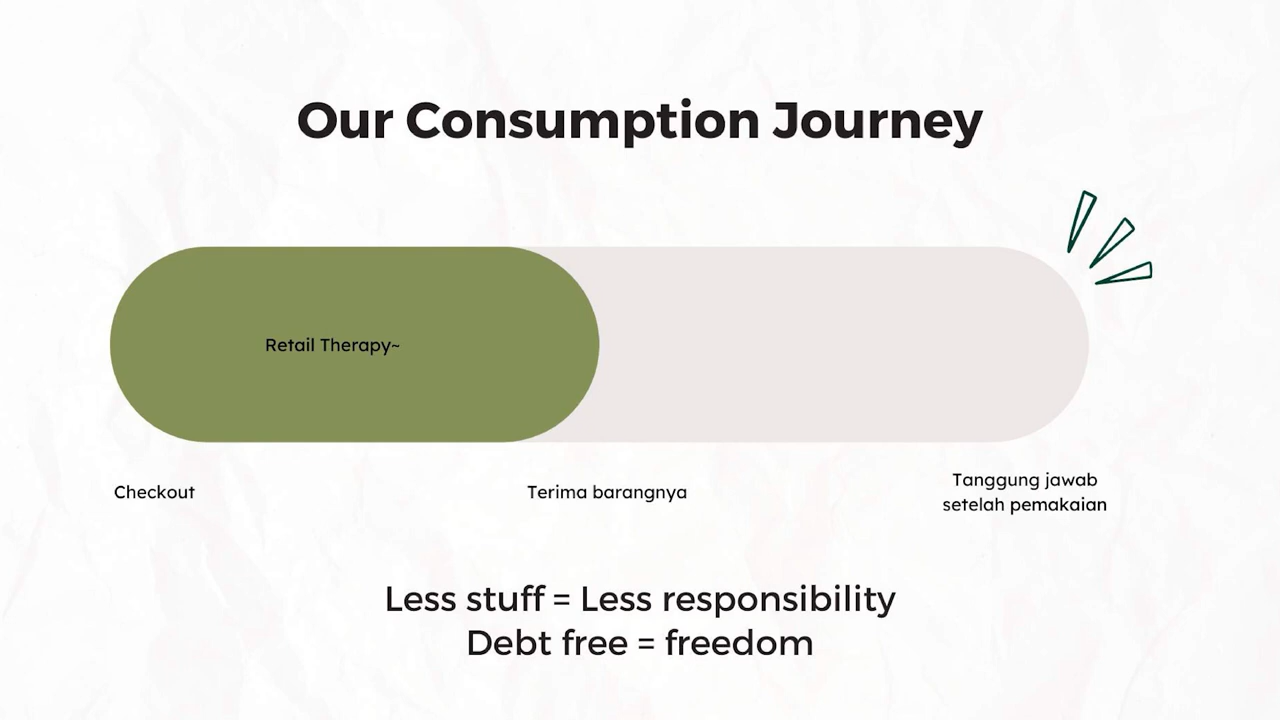 Our Consumption Journey
Retail Therapy~
Checkout
Terima barangnya
Tanggung jawab
setelah pemakaian
Less stuff = Less responsibility
Debt free = freedom